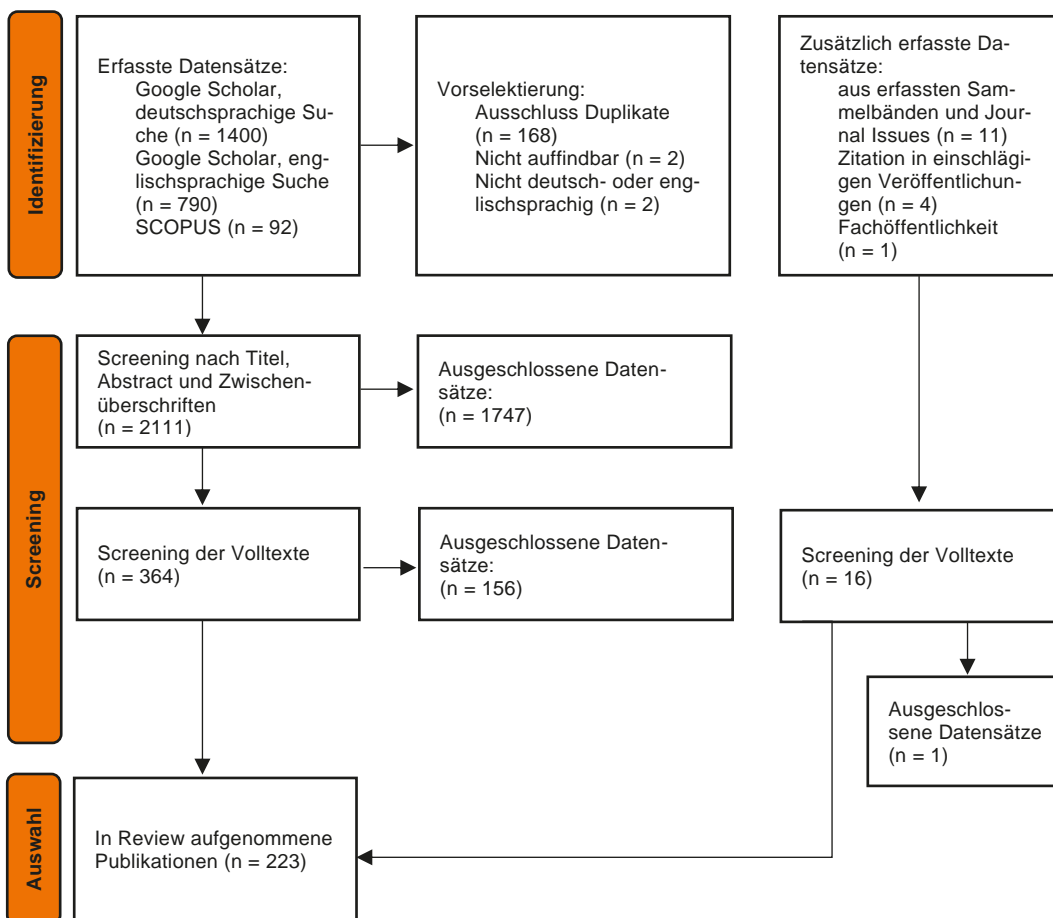 Identifizierung
Erfasste Datensätze:
Google Scholar,
deutschsprachige Su-
che (n = 1400)
Google Scholar, eng-
lischsprachige Suche
(n = 790)
SCOPUS (n = 92)
Vorselektierung:
Ausschluss Duplikate
(n = 168)
Nicht auffindbar (n = 2)
Nicht deutsch- oder eng-
lischsprachig (n = 2)
Zusätzlich erfasste Da-
tensätze:
aus erfassten Sam-
melbänden und Jour-
nal Issues (n = 11)
Zitation in einschlägi-
gen Veröffentlichun-
gen (n = 4)
Fachöffentlichkeit
(n = 1)
Screening
Screening nach Titel,
Abstract und Zwischen-
überschriften
(n = 2111)
Ausgeschlossene Daten-
sätze:
(n = 1747)
Screening der Volltexte
(n = 364)
Ausgeschlossene Daten-
sätze:
(n = 156)
Screening der Volltexte
(n = 16)
Ausgeschlos-
sene Datensätze
(n = 1)
Auswahl
In Review aufgenommene
Publikationen (n = 223)